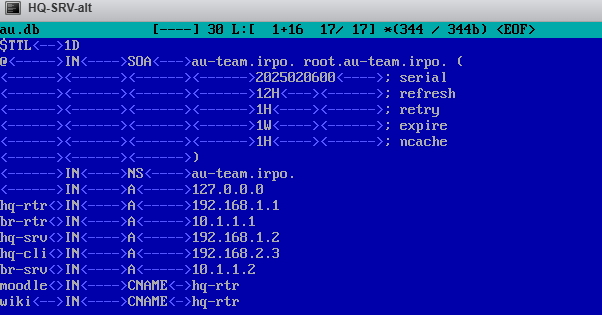 HQ-SRV-alt
au.db [----] 30 L:[ 1+16 17/ 17] *(344 / 344b) <EOF>
$TTL<-->1D
@<----->IN<---->SOA<--->au-team.irpo. root.au-team.irpo. (
<------><------><------><------>2025020600<---->; serial
<------><------><------><------>12H<---><------>; refresh
<------><------><------><------>1H<----><------>; retry
<------><------><------><------>1W<----><------>; expire
<------><------><------><------>1H<----><------>; ncache
<------><------><------>)
<------>IN<---->NS<---->au-team.irpo.
<------>IN<---->A<----->127.0.0.0
hq-rtr<>IN<---->A<----->192.168.1.1
br-rtr<>IN<---->A<----->10.1.1.1
hq-srv<>IN<---->A<----->192.168.1.2
hq-cli<>IN<---->A<----->192.168.2.3
br-srv<>IN<---->A<----->10.1.1.2
moodle<>IN<---->CNAME<->hq-rtr
wiki<-->IN<---->CNAME<->hq-rtr